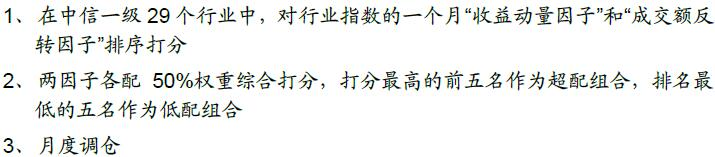 1、在中信一级 29 个行业中，对行业指数的一个月“收益动量因子”和“成交额反
转因子”排序打分
2、两因子各配 50%权重综合打分，打分最高的前五名作为超配组合，排名最
低的五名作为低配组合
3、月度调仓